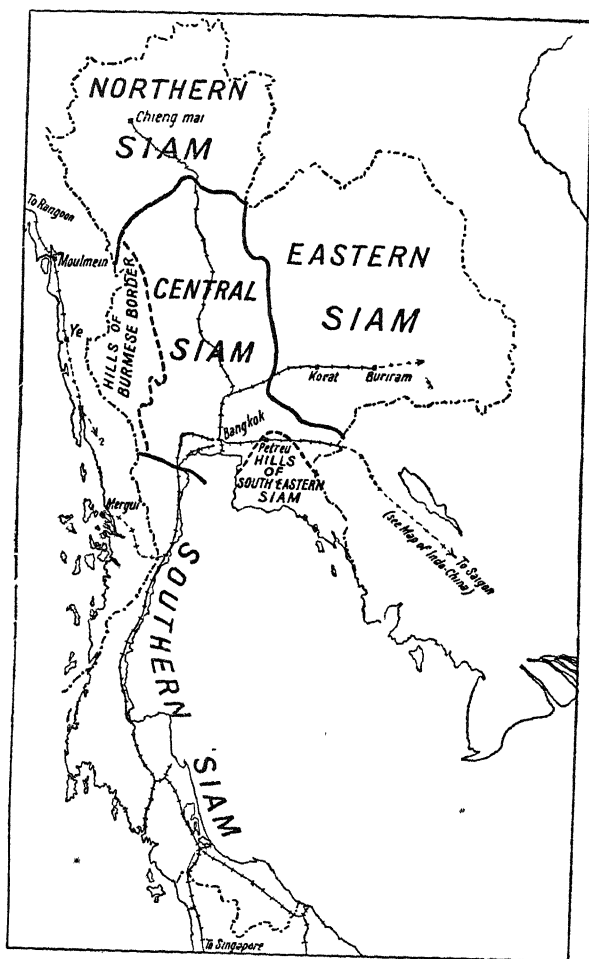 NORTHERN
Chieng mai
SIAM
To Rangoon
Moulmein
EASTERN
SIAM
CENTRAL
SIAM
HILLS OF
BURMESE BORDER
Ye
Korat
Buriram
Bangkok
Petreu
HILLS
OF
SOUTH EASTERN
SIAM
Mergui
To Saigon
(see Map of Indo-China)
SOUTHERN
SIAM
To Singapore